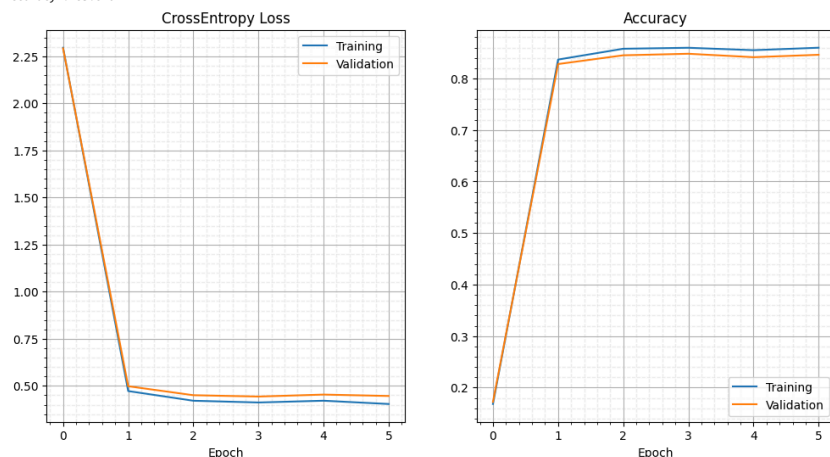 CrossEntropy Loss
Training
Validation
2.25
2.00
1.75
1.50
1.25
1.00
0.75
0.50
0 1 2 3 4 5
Epoch
Accuracy
0.8
0.7
0.6
0.5
0.4
0.3
0.2
Training
Validation
0 1 2 3 4 5
Epoch